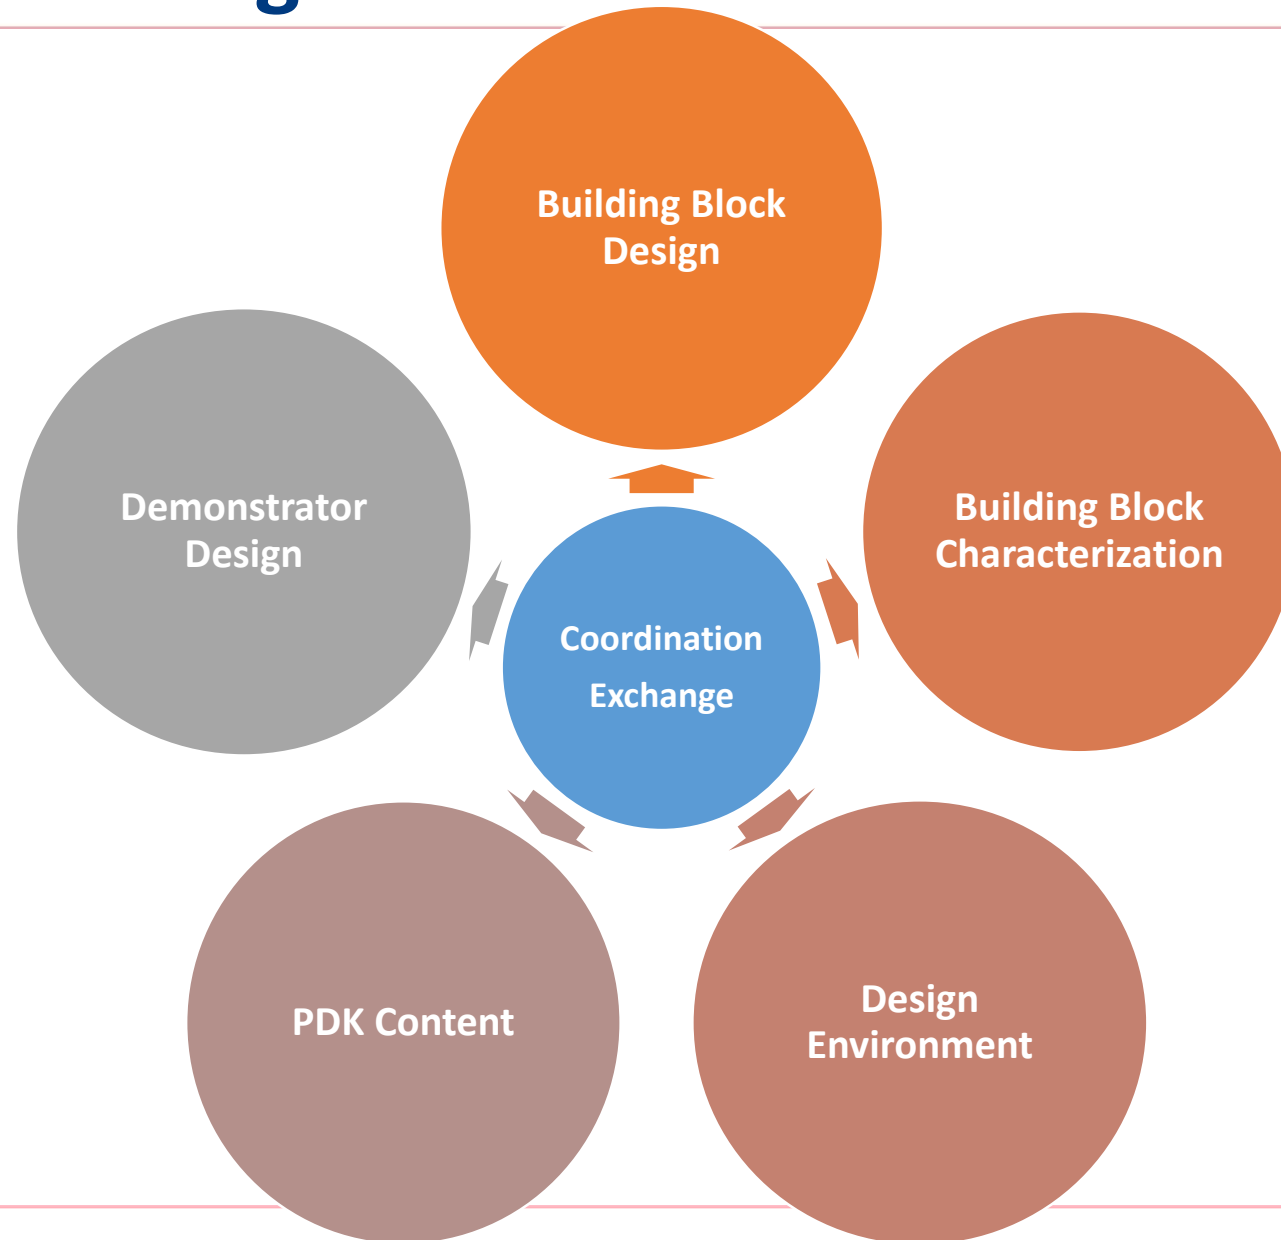 Building Block
Design
Demonstrator
Design
Building Block
Characterization
Coordination
Exchange
PDK Content
Design
Environment